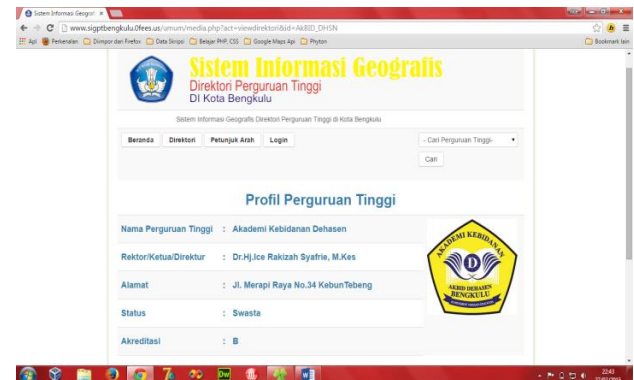 Sistem Informasi Geografi
www.sigptbengkulu.0fees.us/umum/media.php?act=viewdirektori&id=AkBID_DHSN
Api Perkenalan Diimpor dari Firefox Data Skripsi Belajar PHP, CSS Google Maps Api Phyton Bookmark lain
Sistem Informasi Geografis
Direktori Perguruan Tinggi
DI Kota Bengkulu
Sistem Informasi Geografis Direktori Perguruan Tinggi di Kota Bengkulu
Beranda Direktori Petunjuk Arah Login - Cari Perguruan Tinggi-
Cari
Profil Perguruan Tinggi
Nama Perguruan Tinggi : Akademi Kebidanan Dehasen
Rektor/Ketua/Direktur : Dr.Hj.Ice Rakizah Syafrie, M.Kes
Alamat : Jl. Merapi Raya No.34 KebunTebeng
Status : Swasta
Akreditasi : B
AKADEMI KEBIDANAN
D
AKBID DEHASEN
BENGKULU
22:43